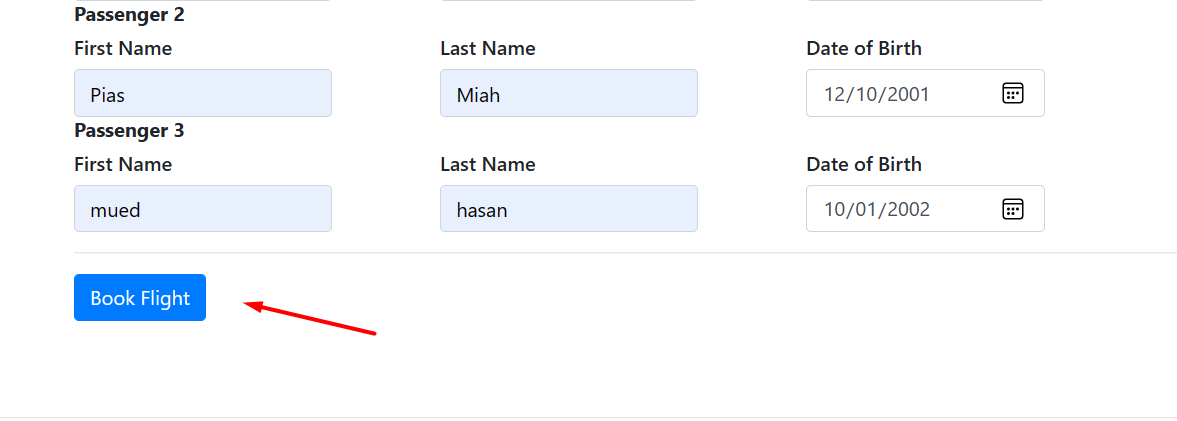 Passenger 2
First Name Last Name Date of Birth
Pias Miah 12/10/2001
Passenger 3
First Name Last Name Date of Birth
mued hasan 10/01/2002
Book Flight